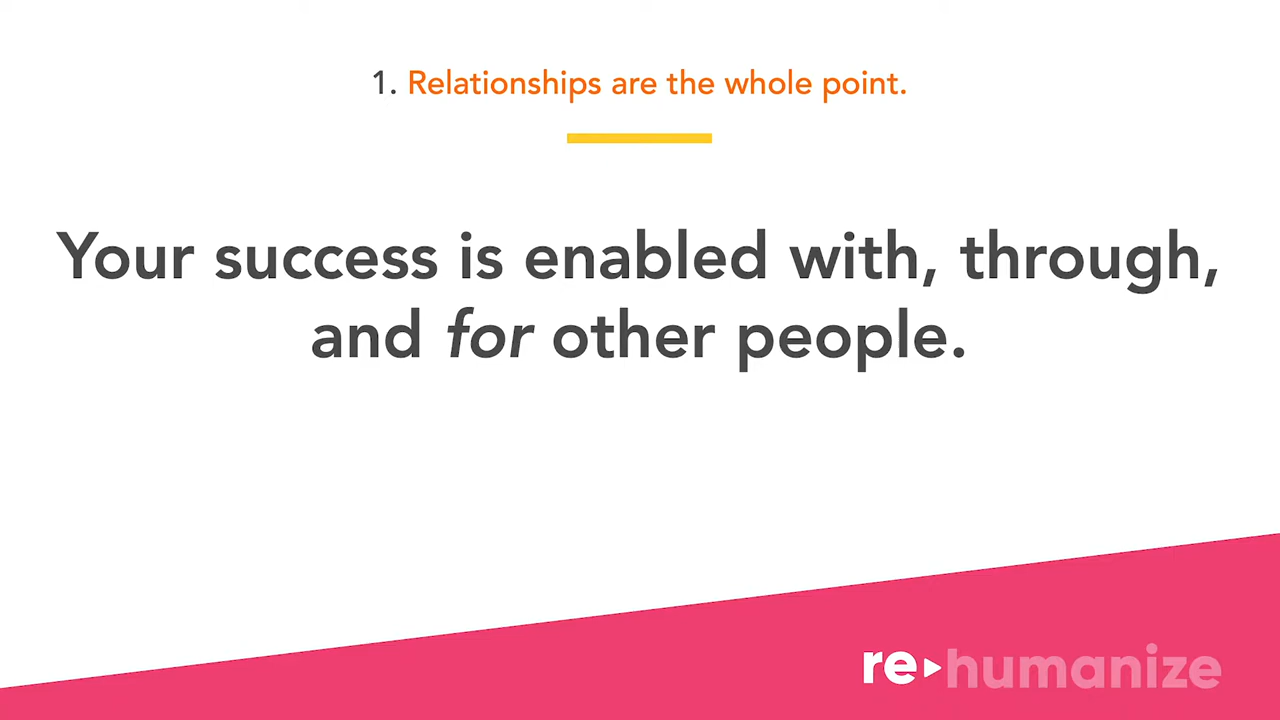 1. Relationships are the whole point.
Your success is enabled with, through,
and for other people.
re humanize